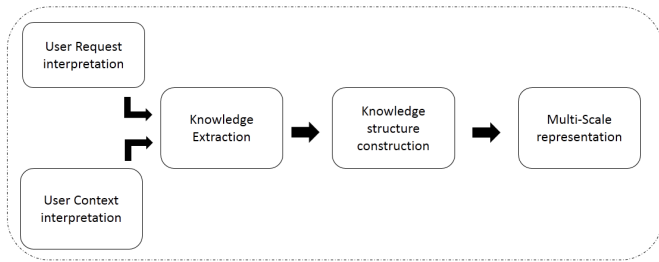 User Request
interpretation
Knowledge
Extraction
Knowledge
structure
construction
Multi-Scale
representation
User Context
interpretation